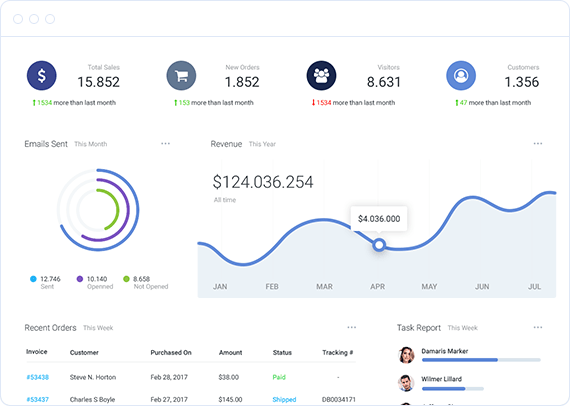 Total Sales
15.852
1534 more than last month
New Orders
1.852
153 more than last month
Visitors
8.631
1534 more than last month
Customers
1.356
47 more than last month
Emails Sent This Month
12.746 10.140 8.658
Sent Openned Not Opened
Revenue This Year
$124.036.254
All time
$4.036.000
JAN FEB MAR APR MAY JUN JUL
Recent Orders This Week
Invoice Customer Purchased On Amount Status Tracking #
#53438 Steve N. Horton Feb 28, 2017 $38.00 Paid -
#53437 Charles S Boyle Feb 27, 2017 $145.00 Shipped DB0034171
Task Report This Week
Damaris Marker
Wilmer Lillard